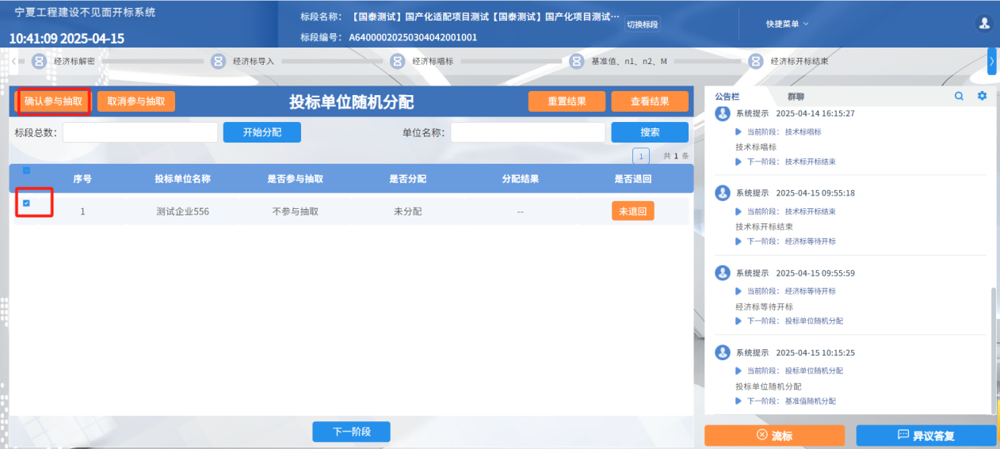 宁夏工程建设不见面开标系统
10:41:09 2025-04-15
标段名称： 【国泰测试】国产化适配项目测试【国泰测试】国产化项目测试…
标段编号： A64000020250304042001001
切换标段
快捷菜单
经济标解密
经济标导入
经济标唱标
基准值、n1、n2、M
经济标开标结束
确认参与抽取
取消参与抽取
投标单位随机分配
重置结果
查看结果
标段总数：
开始分配
单位名称：
搜索
1
共 1 条
序号 投标单位名称 是否参与抽取 是否分配 分配结果 是否退回
1 测试企业556 不参与抽取 未分配 -- 未退回
下一阶段
公告栏
群聊
系统提示 2025-04-14 16:15:27
当前阶段： 技术标唱标
技术标唱标
下一阶段： 技术标开标结束
系统提示 2025-04-15 09:55:18
当前阶段： 技术标开标结束
技术标开标结束
下一阶段： 经济标等待开标
系统提示 2025-04-15 09:55:59
当前阶段： 经济标等待开标
经济标等待开标
下一阶段： 投标单位随机分配
系统提示 2025-04-15 10:15:25
当前阶段： 投标单位随机分配
投标单位随机分配
下一阶段： 基准值随机分配
流标
异议答复